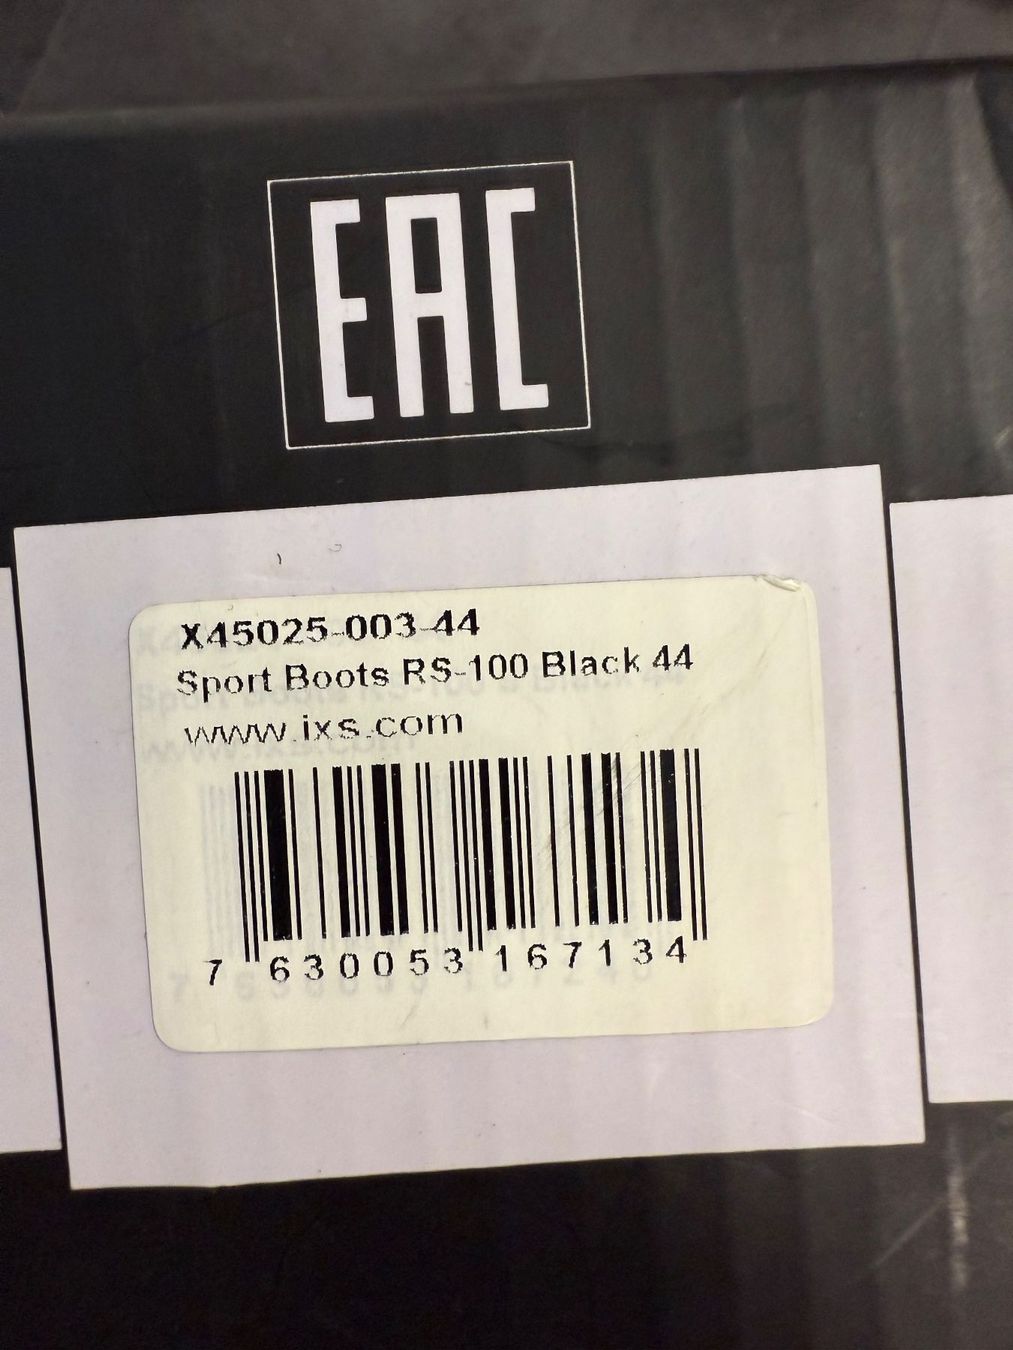 EAC
X45025-003-44
Sport Boots RS-100 Black 44
www.ixs.com
7 630053 167134